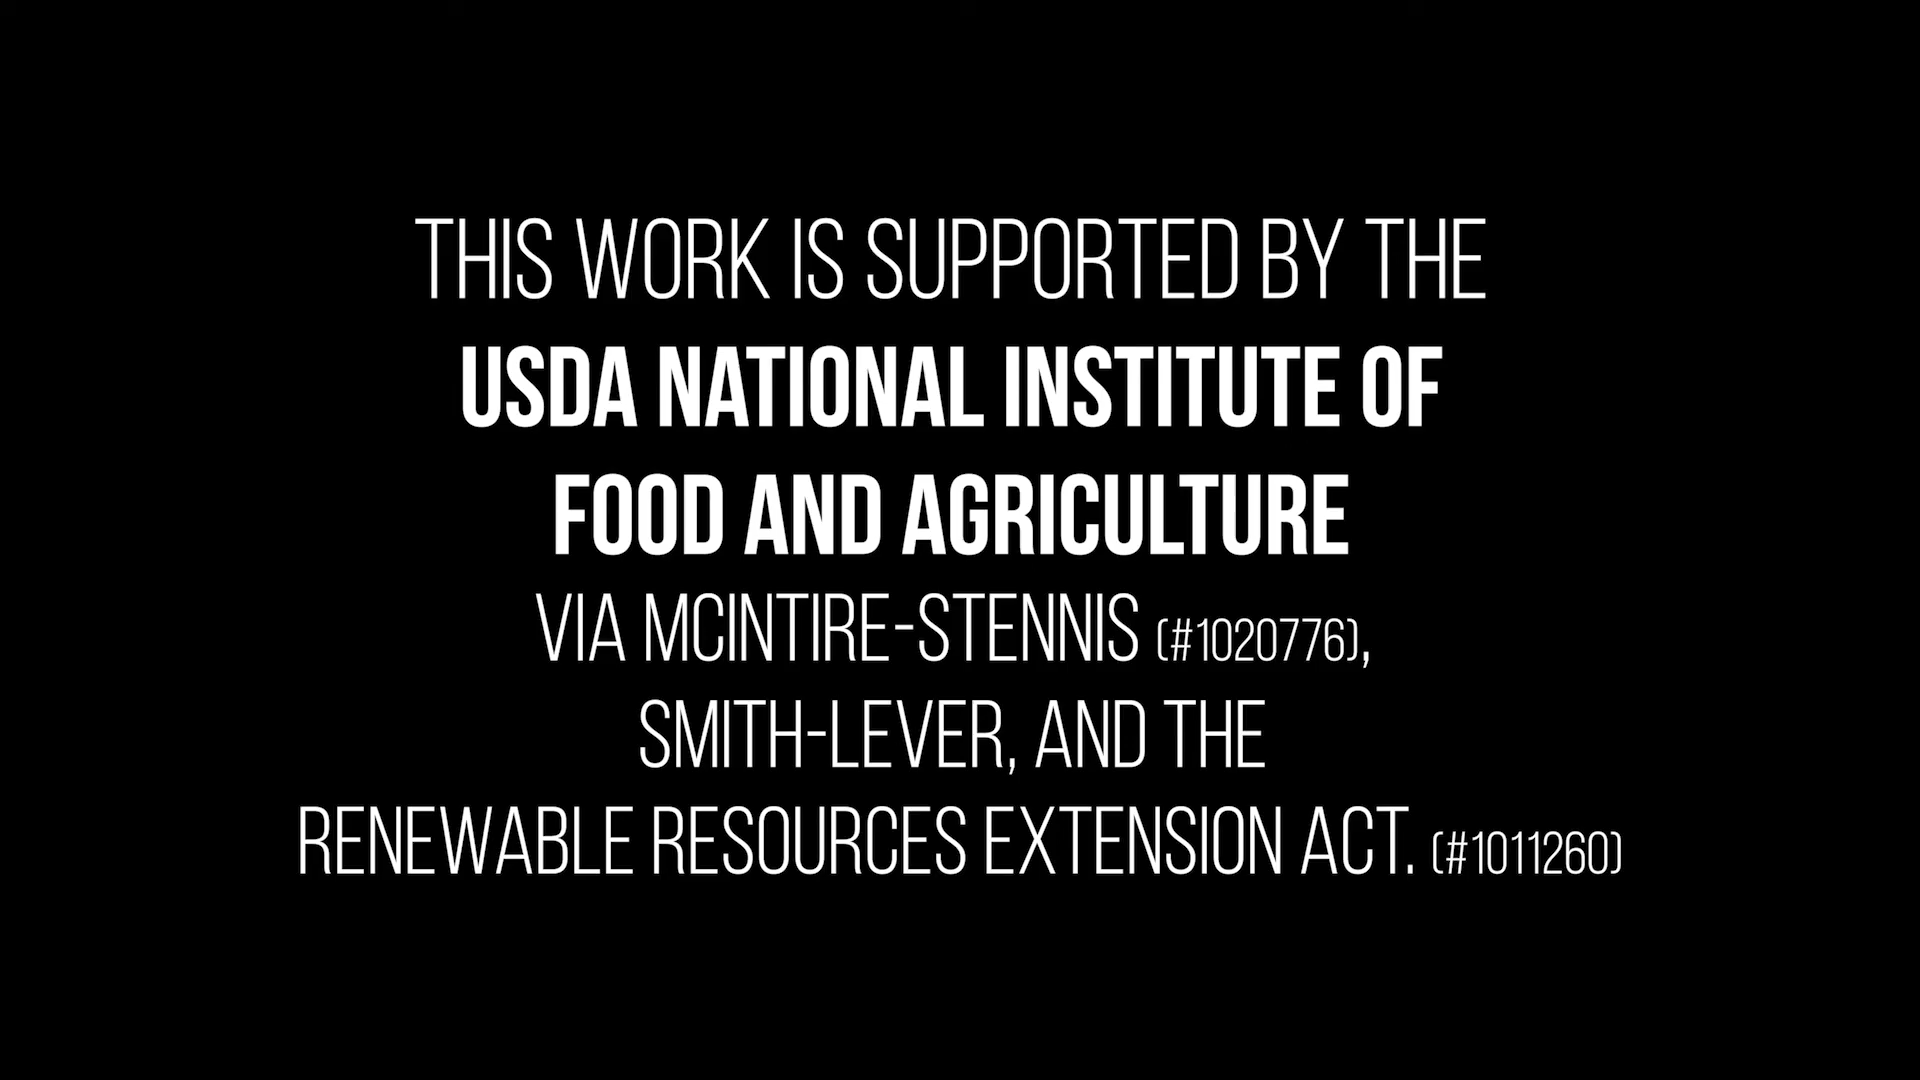 THIS WORK IS SUPPORTED BY THE
USDA NATIONAL INSTITUTE OF
FOOD AND AGRICULTURE
VIA MCINTIRE-STENNIS (#1020776),
SMITH-LEVER, AND THE
RENEWABLE RESOURCES EXTENSION ACT. (#1011260)